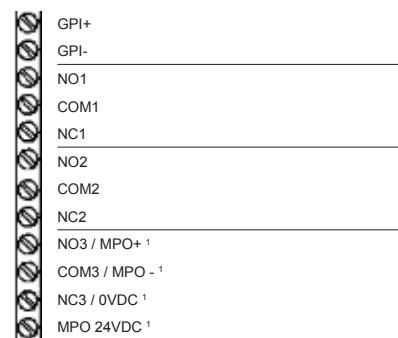 GPI+
GPI-
NO1
COM1
NC1
NO2
COM2
NC2
NO3 / MPO+ ¹
COM3 / MPO - ¹
NC3 / 0VDC ¹
MPO 24VDC ¹